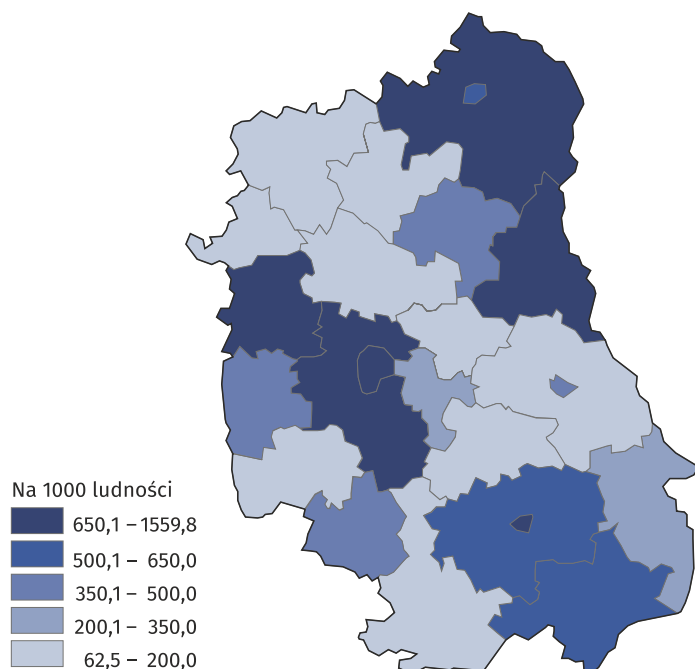 Na 1000 ludności
650,1 – 1559,8
500,1 – 650,0
350,1 – 500,0
200,1 – 350,0
62,5 – 200,0